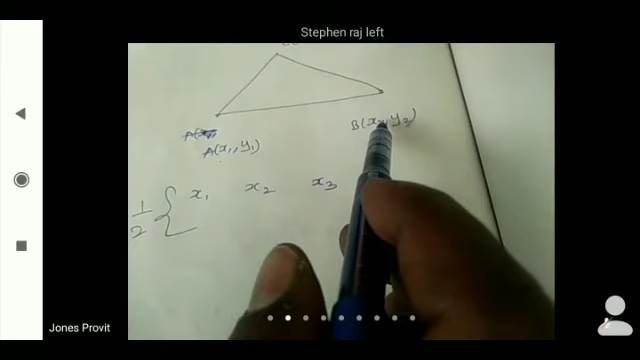 Stephen raj left
A(x₁, y₁)
B(x₂, y₂)
1/2 { x₁ x₂ x₃
Jones Provit